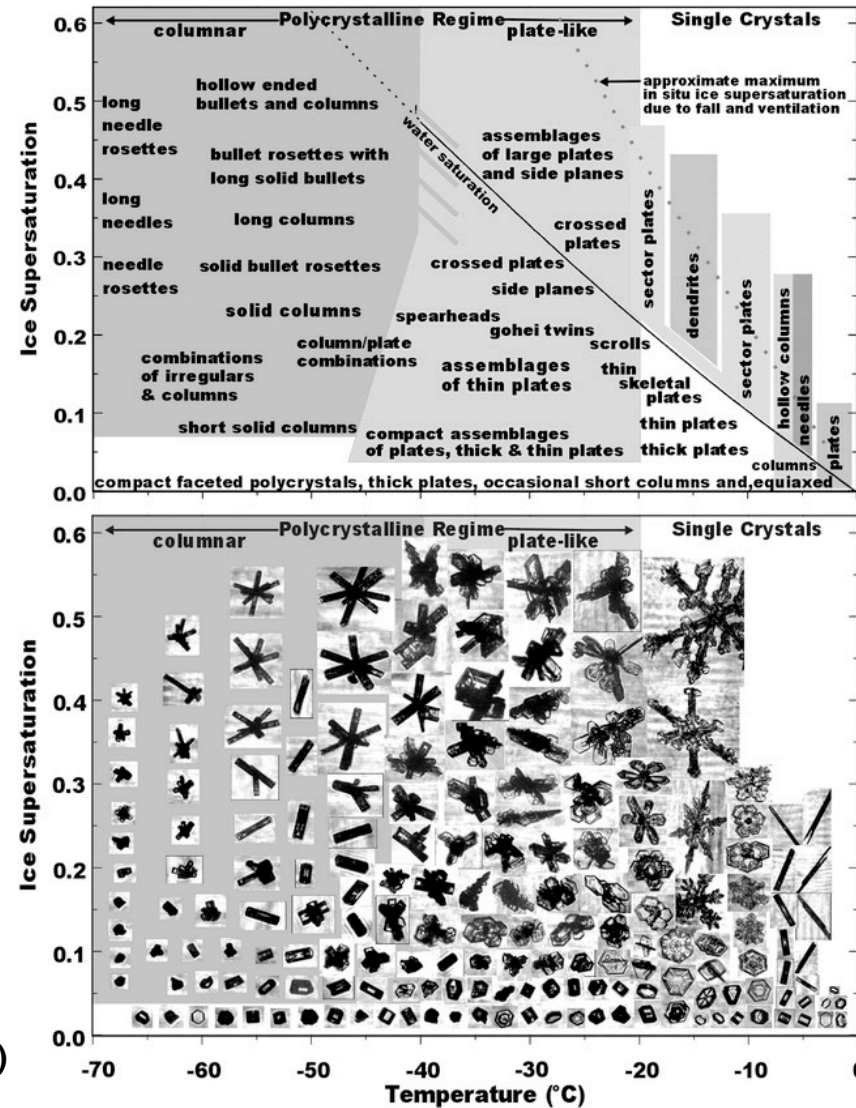 0.6
0.5
0.4
0.3
0.2
0.1
0.0
Ice Supersaturation
Polycrystalline Regime
columnar
plate-like
Single Crystals
approximate maximum
in situ ice supersaturation
due to fall and ventilation
hollow ended
bullets and columns
long
needle
rosettes
bullet rosettes with
long solid bullets
long
needles
long columns
needle
rosettes
solid bullet rosettes
solid columns
column/plate
combinations
combinations
of irregulars
& columns
short solid columns
water saturation
assemblages
of large plates
and side planes
crossed
plates
crossed plates
side planes
spearheads
gohei twins
scrolls
assemblages
of thin plates
thin
skeletal
plates
compact assemblages
of plates, thick & thin plates
thin plates
thick plates
sector plates
dendrites
sector plates
hollow columns
needles
plates
columns
compact faceted polycrystals, thick plates, occasional short columns and, equiaxed
0.6
0.5
0.4
0.3
0.2
0.1
0.0
Ice Supersaturation
Polycrystalline Regime
columnar
plate-like
Single Crystals
)
-70 -60 -50 -40 -30 -20 -10 0
Temperature (°C)